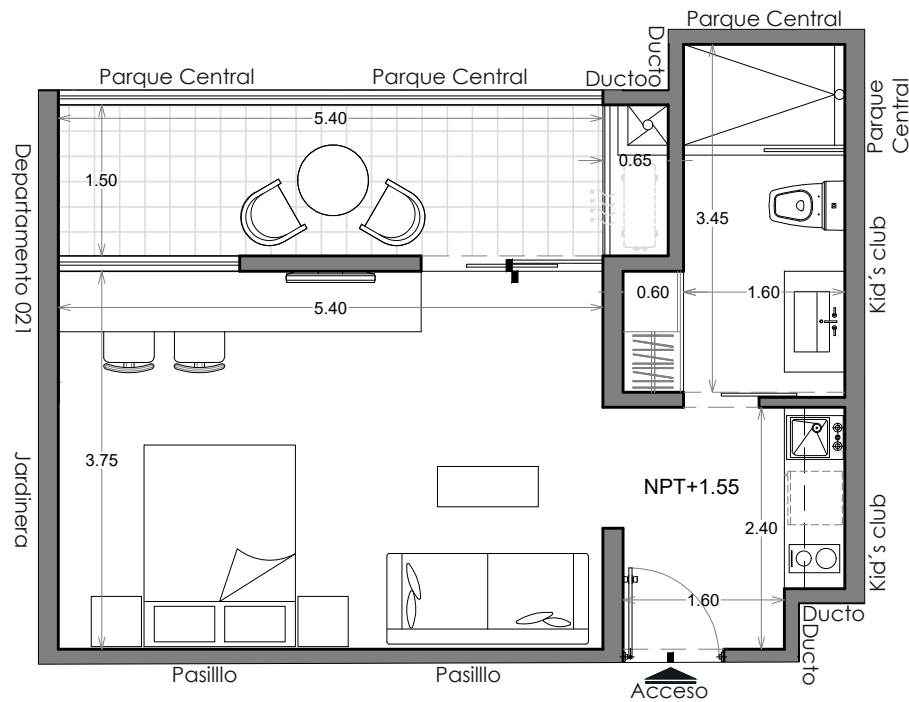 Parque Central
Ducto
Parque Central
Parque Central
Ducto
Parque
Central
5.40
0.65
1.50
3.45
Departamento 021
Kid´s club
0.60
1.60
5.40
3.75
Jardinera
NPT+1.55
2.40
Kid´s club
1.60
Ducto
Ducto
Pasilllo
Pasilllo
Acceso